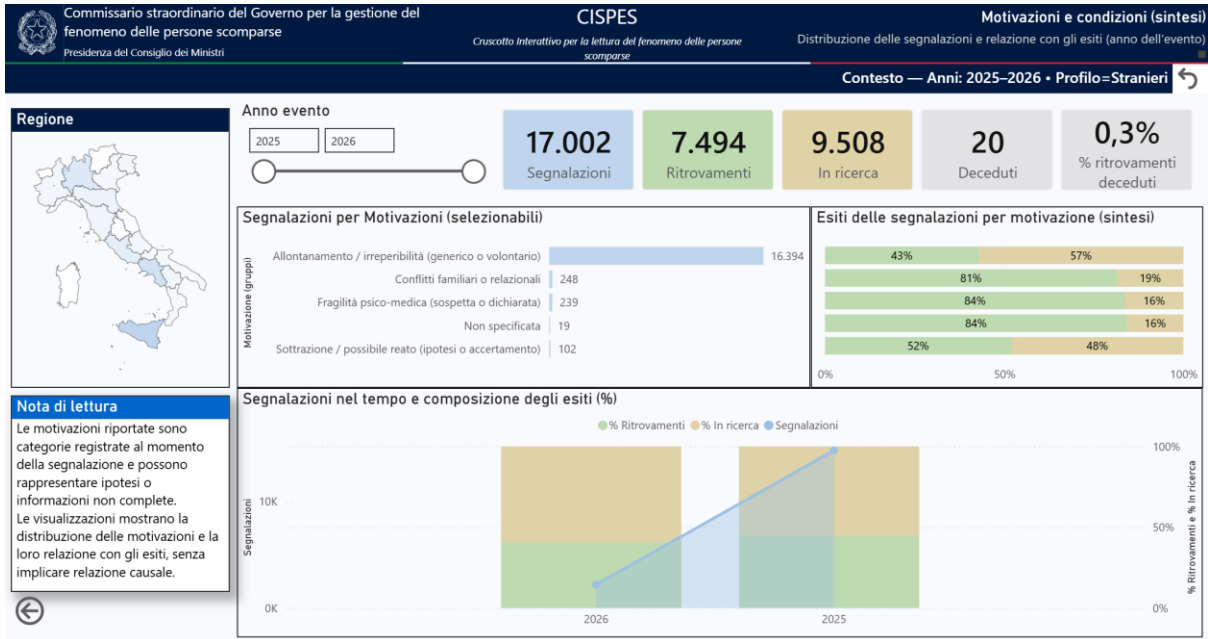 Commissario straordinario del Governo per la gestione del
fenomeno delle persone scomparse
Presidenza del Consiglio dei Ministri
CISPES
Cruscotto Interattivo per la lettura del fenomeno delle persone
scomparse
Motivazioni e condizioni (sintesi)
Distribuzione delle segnalazioni e relazione con gli esiti (anno dell'evento)
Contesto — Anni: 2025–2026 • Profilo=Stranieri
Regione
Anno evento
2025
2026
17.002
Segnalazioni
7.494
Ritrovamenti
9.508
In ricerca
20
Deceduti
0,3%
% ritrovamenti
deceduti
Segnalazioni per Motivazioni (selezionabili)
Motivazione (gruppi)
Allontanamento / irreperibilità (generico o volontario) 16.394
Conflitti familiari o relazionali 248
Fragilità psico-medica (sospetta o dichiarata) 239
Non specificata 19
Sottrazione / possibile reato (ipotesi o accertamento) 102
Esiti delle segnalazioni per motivazione (sintesi)
43% 57%
81% 19%
84% 16%
84% 16%
52% 48%
0% 50% 100%
Nota di lettura
Le motivazioni riportate sono
categorie registrate al momento
della segnalazione e possono
rappresentare ipotesi o
informazioni non complete.
Le visualizzazioni mostrano la
distribuzione delle motivazioni e la
loro relazione con gli esiti, senza
implicare relazione causale.
Segnalazioni nel tempo e composizione degli esiti (%)
% Ritrovamenti % In ricerca Segnalazioni
Segnalazioni
10K
0K
2026 2025
100%
50%
0%
% Ritrovamenti e % In ricerca